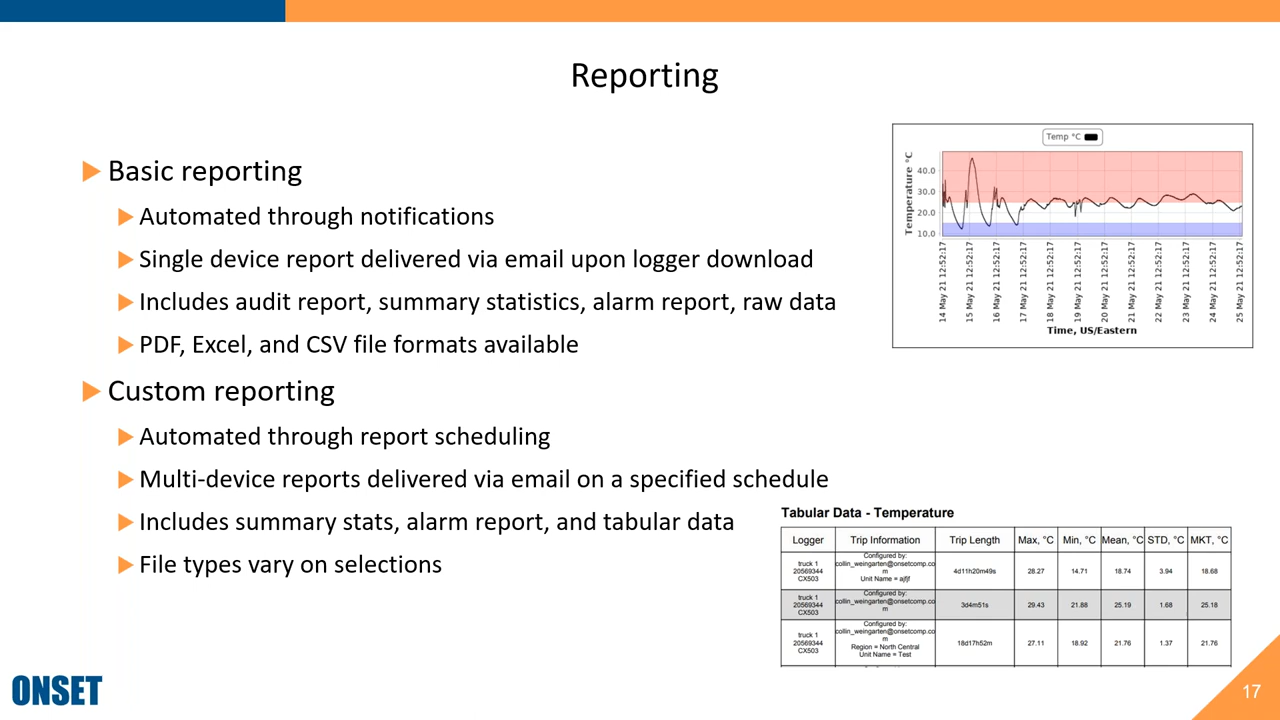 Reporting
Basic reporting
Automated through notifications
Single device report delivered via email upon logger download
Includes audit report, summary statistics, alarm report, raw data
PDF, Excel, and CSV file formats available
Custom reporting
Automated through report scheduling
Multi-device reports delivered via email on a specified schedule
Includes summary stats, alarm report, and tabular data
File types vary on selections
Temp °C
Temperature °C
40.0
30.0
20.0
10.0
14 May 21 12:52:17
15 May 21 12:52:17
16 May 21 12:52:17
17 May 21 12:52:17
18 May 21 12:52:17
19 May 21 12:52:17
20 May 21 12:52:17
21 May 21 12:52:17
22 May 21 12:52:17
23 May 21 12:52:17
24 May 21 12:52:17
25 May 21 12:52:17
Time, US/Eastern
Tabular Data - Temperature
Logger Trip Information Trip Length Max, °C Min, °C Mean, °C STD, °C MKT, °C
truck 1
20569344
CX503
Configured by:
collin_weingarten@onsetcomp.co
m
Unit Name = ajfjf
4d11h20m49s 28.27 14.71 18.74 3.94 18.68
truck 1
20569344
CX503
Configured by:
collin_weingarten@onsetcomp.co
m
3d4m51s 29.43 21.88 25.19 1.68 25.18
truck 1
20569344
CX503
Configured by:
collin_weingarten@onsetcomp.co
m
Region = North Central
Unit Name = Test
18d17h52m 27.11 18.92 21.76 1.37 21.76
ONSET
17